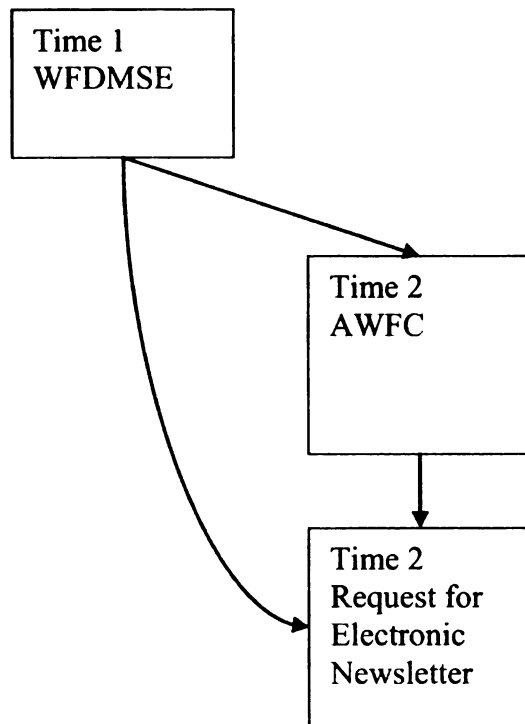 Time 1
WFDMSE
Time 2
AWFC
Time 2
Request for
Electronic
Newsletter